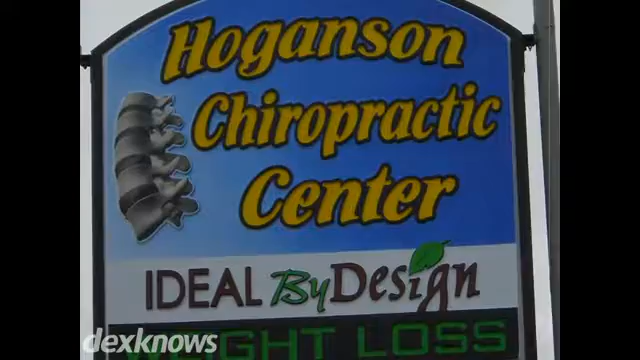 Hoganson
Chiropractic
Center
IDEAL By Design
WEIGHT LOSS
dexknows